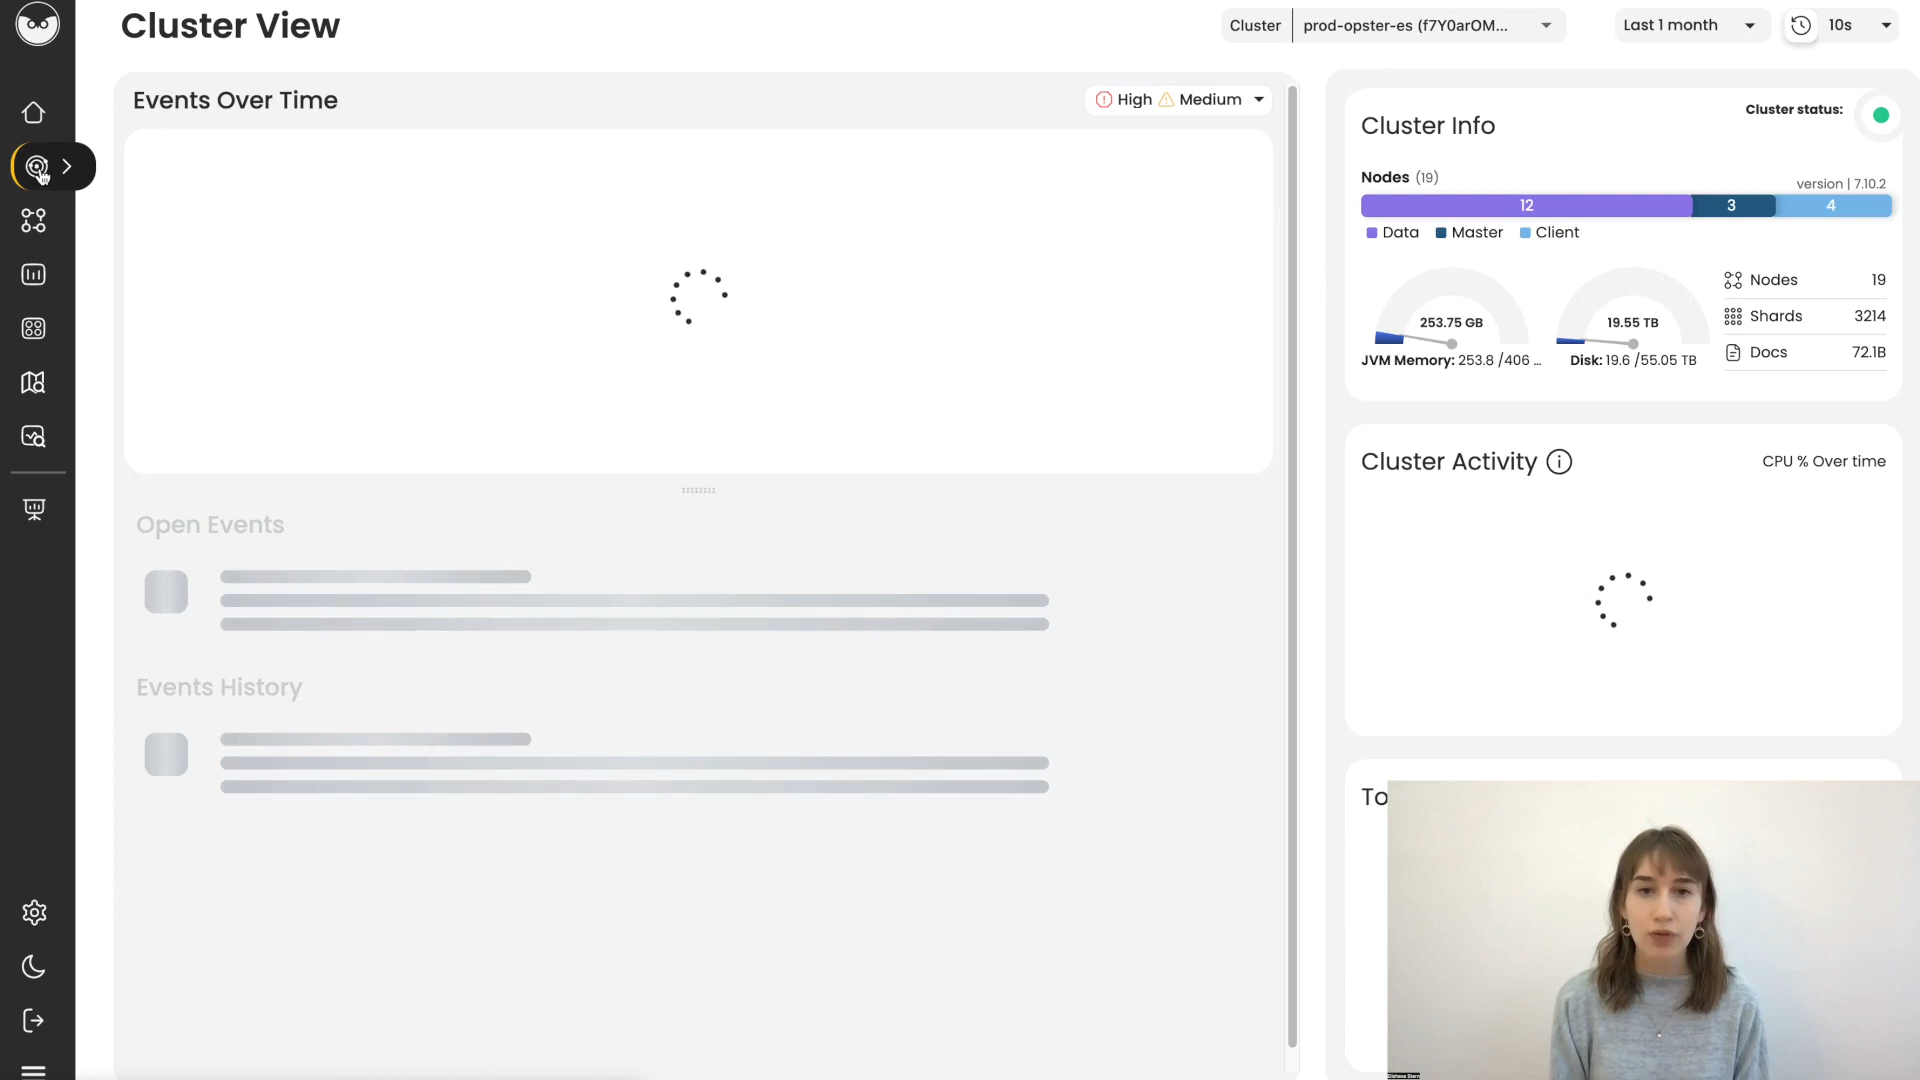 Cluster View
Cluster
prod-opster-es (f7Y0arOM...
Last 1 month
10s
Events Over Time
High
Medium
Cluster Info
Cluster status:
Nodes (19)
version | 7.10.2
12
3
4
Data
Master
Client
253.75 GB
JVM Memory: 253.8 /406 ...
19.55 TB
Disk: 19.6 /55.05 TB
Nodes 19
Shards 3214
Docs 72.1B
Open Events
Events History
Cluster Activity
CPU % Over time
To